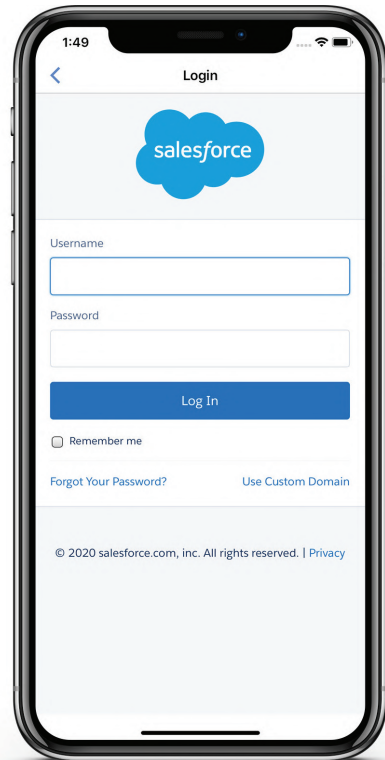 1:49
Login
salesforce
Username
Password
Log In
Remember me
Forgot Your Password? Use Custom Domain
© 2020 salesforce.com, inc. All rights reserved. | Privacy